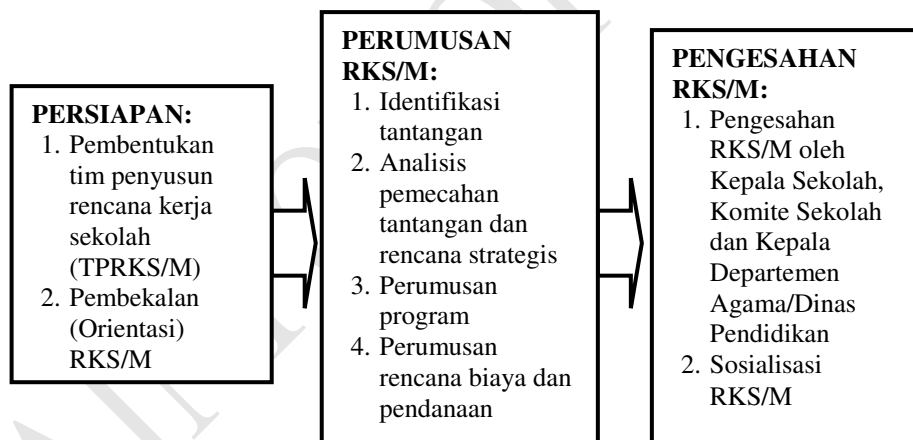 PERSIAPAN:
1. Pembentukan
tim penyusun
rencana kerja
sekolah
(TPRKS/M)
2. Pembekalan
(Orientasi)
RKS/M
PERUMUSAN
RKS/M:
1. Identifikasi
tantangan
2. Analisis
pemecahan
tantangan dan
rencana strategis
3. Perumusan
program
4. Perumusan
rencana biaya dan
pendanaan
PENGESAHAN
RKS/M:
1. Pengesahan
RKS/M oleh
Kepala Sekolah,
Komite Sekolah
dan Kepala
Departemen
Agama/Dinas
Pendidikan
2. Sosialisasi
RKS/M